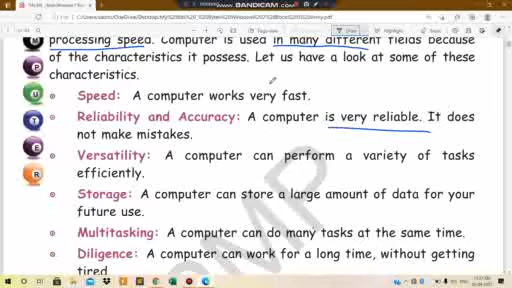 WWW.BANDICAM.COM
processing speed. Computer is used in many different fields because
of the characteristics it possess. Let us have a look at some of these
characteristics.
Speed: A computer works very fast.
Reliability and Accuracy: A computer is very reliable. It does
not make mistakes.
Versatility: A computer can perform a variety of tasks
efficiently.
Storage: A computer can store a large amount of data for your
future use.
Multitasking: A computer can do many tasks at the same time.
Diligence: A computer can work for a long time, without getting
tired
M
P
U
T
E
R